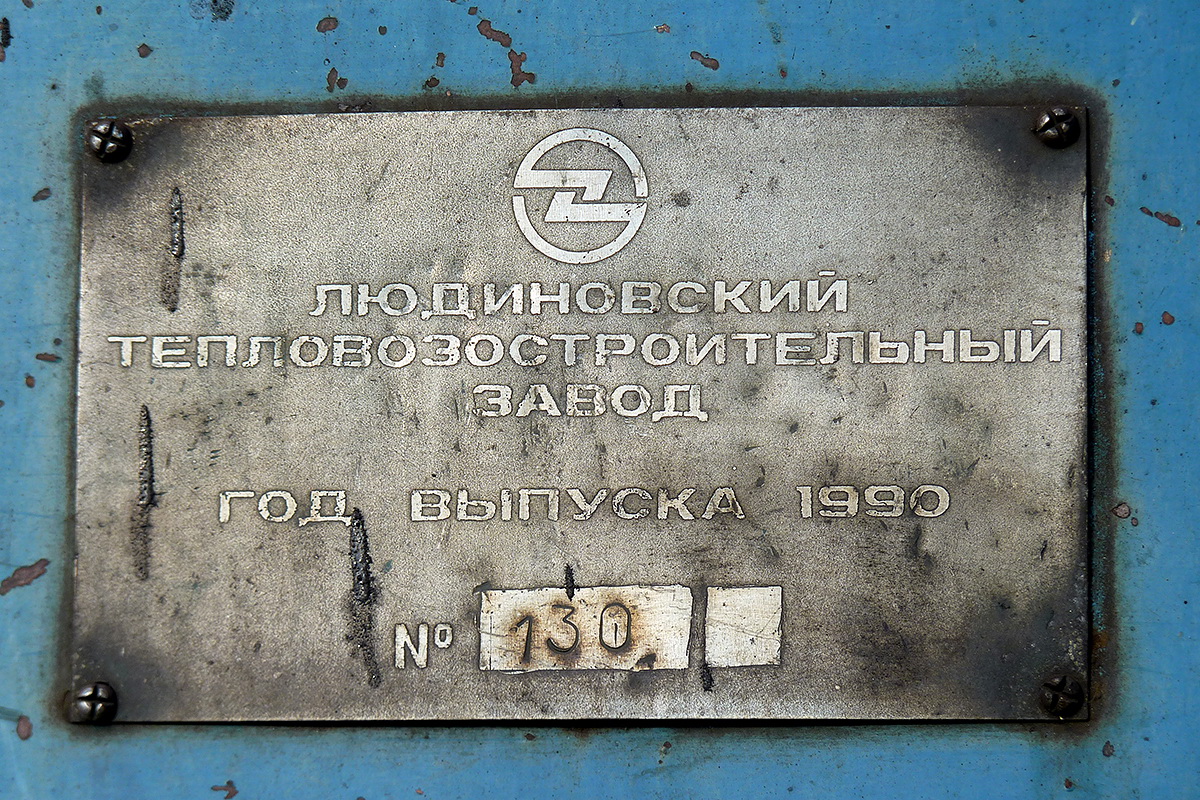 ЛЮДИНОВСКИЙ
ТЕПЛОВОЗОСТРОИТЕЛЬНЫЙ
ЗАВОД
ГОД ВЫПУСКА 1990
№ 130